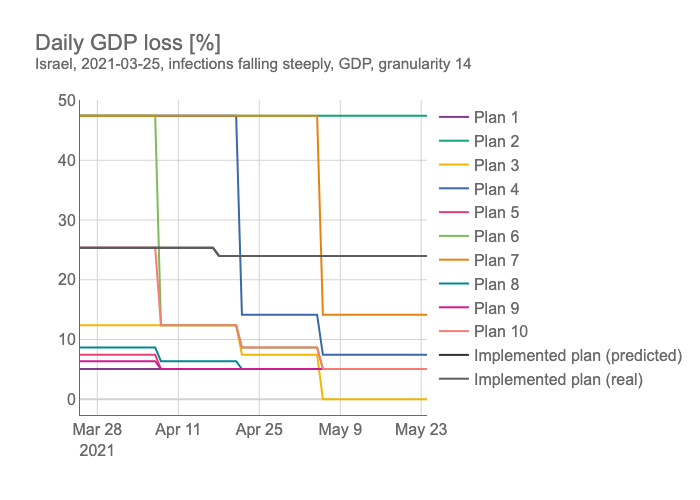 Daily GDP loss [%]
Israel, 2021-03-25, infections falling steeply, GDP, granularity 14
50
40
30
20
10
0
Mar 28
2021
Apr 11
Apr 25
May 9
May 23
Plan 1
Plan 2
Plan 3
Plan 4
Plan 5
Plan 6
Plan 7
Plan 8
Plan 9
Plan 10
Implemented plan (predicted)
Implemented plan (real)